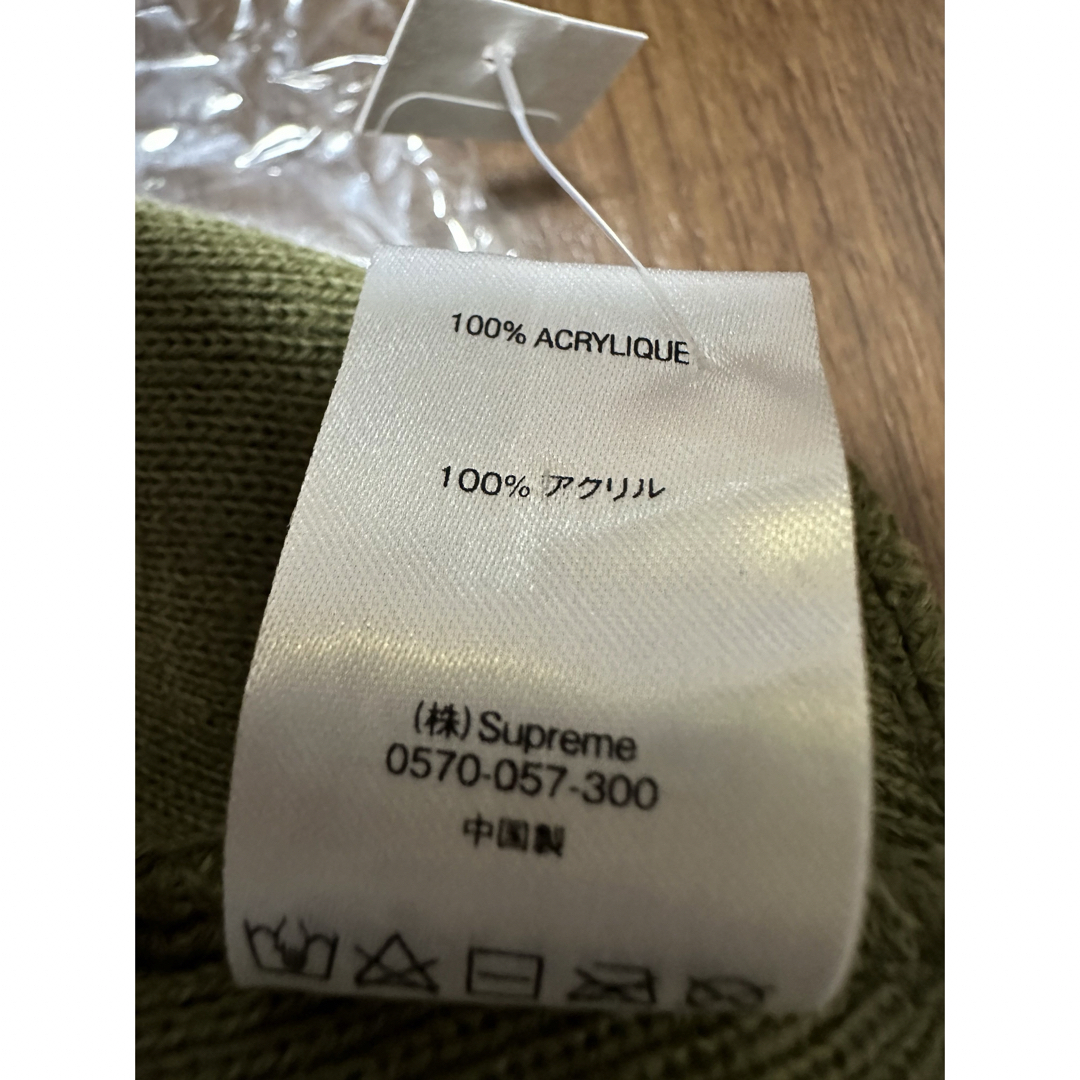 100% ACRYLIQUE
100% アクリル
(株)Supreme
0570-057-300
中国製